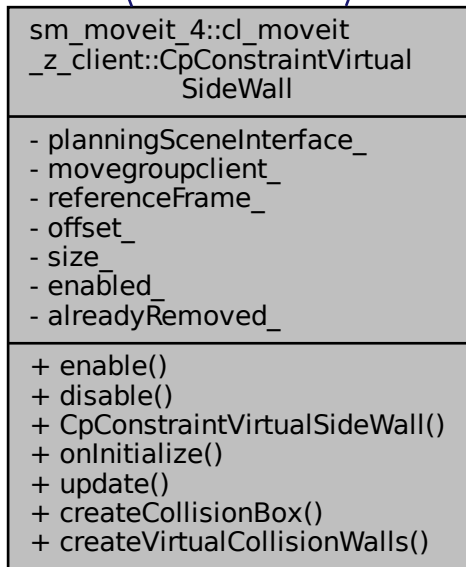 sm_moveit_4::cl_moveit
_z_client::CpConstraintVirtual
SideWall
- planningSceneInterface_
- movegroupclient_
- referenceFrame_
- offset_
- size_
- enabled_
- alreadyRemoved_
+ enable()
+ disable()
+ CpConstraintVirtualSideWall()
+ onInitialize()
+ update()
+ createCollisionBox()
+ createVirtualCollisionWalls()